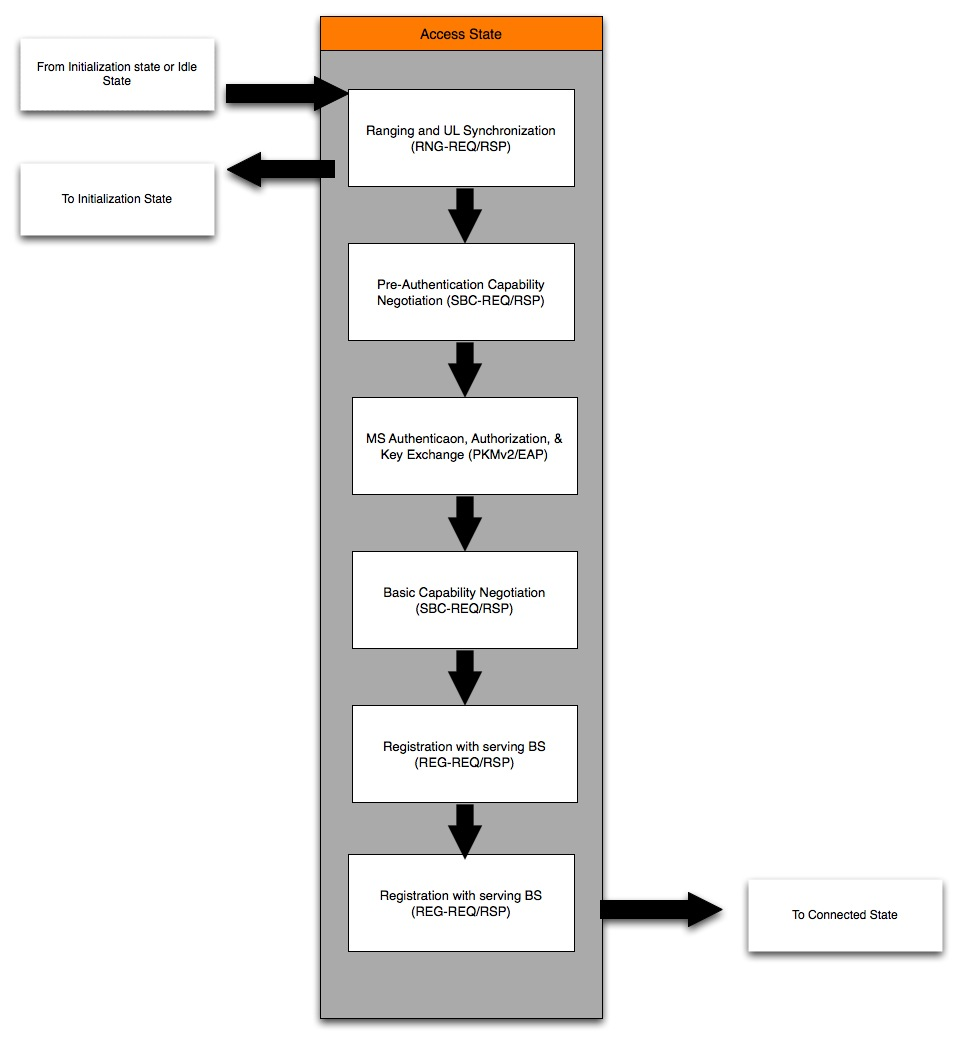 Access State
From Initialization state or Idle
State
Ranging and UL Synchronization
(RNG-REQ/RSP)
To Initialization State
Pre-Authentication Capability
Negotiation (SBC-REQ/RSP)
MS Authenticaon, Authorization, &
Key Exchange (PKMv2/EAP)
Basic Capability Negotiation
(SBC-REQ/RSP)
Registration with serving BS
(REG-REQ/RSP)
Registration with serving BS
(REG-REQ/RSP)
To Connected State